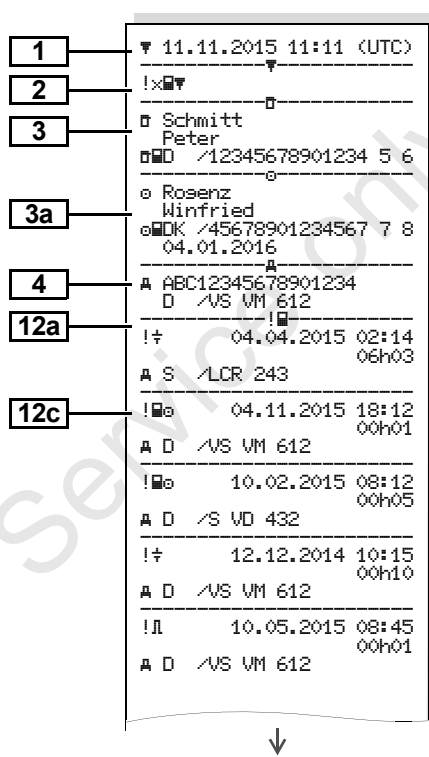 1
▼ 11.11.2015 11:11 (UTC)
----------▼----------
2
!×■▼
3
Schmitt
Peter
D /12345678901234 5 6
3a
Rogenz
Winfried
DK /45678901234567 7 8
04.01.2016
4
A ABC12345678901234
D /VS VM 612
12a
!÷ 04.04.2015 02:14
06h03
A S /LCR 243
12c
!■⊙ 04.11.2015 18:12
00h01
A D /VS VM 612
!■⊙ 10.02.2015 08:12
00h05
A D /S VD 432
!÷ 12.12.2014 10:15
00h10
A D /VS VM 612
!Л 10.05.2015 08:45
00h01
A D /VS VM 612
Service only